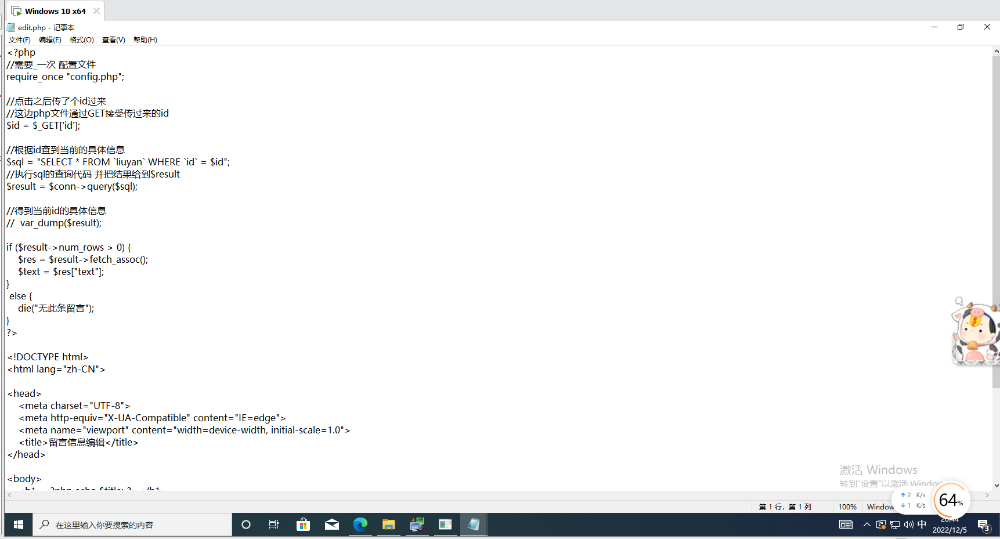 Windows 10 x64
edit.php - 记事本
文件(F) 编辑(E) 格式(O) 查看(V) 帮助(H)
<?php
//需要_一次 配置文件
require_once "config.php";
//点击之后传了个id过来
//这边php文件通过GET接受传过来的id
$id = $_GET['id'];
//根据id查到当前的具体信息
$sql = "SELECT * FROM `liuyan` WHERE `id` = $id";
//执行sql的查询代码 并把结果给到$result
$result = $conn->query($sql);
//得到当前id的具体信息
// var_dump($result);
if ($result->num_rows > 0) {
$res = $result->fetch_assoc();
$text = $res["text"];
}
else {
die("无此条留言");
}
?>
<!DOCTYPE html>
<html lang="zh-CN">
<head>
<meta charset="UTF-8">
<meta http-equiv="X-UA-Compatible" content="IE=edge">
<meta name="viewport" content="width=device-width, initial-scale=1.0">
<title>留言信息编辑</title>
</head>
<body>
<h1> <?php echo $title; ?> </h1>
激活 Windows
转到"设置"以激活 Window
↑ 2 K/s
↓ 1 K/s
64%
第 1 行，第 1 列 100% Window
在这里输入你要搜索的内容
中
20:44
2022/12/5
3